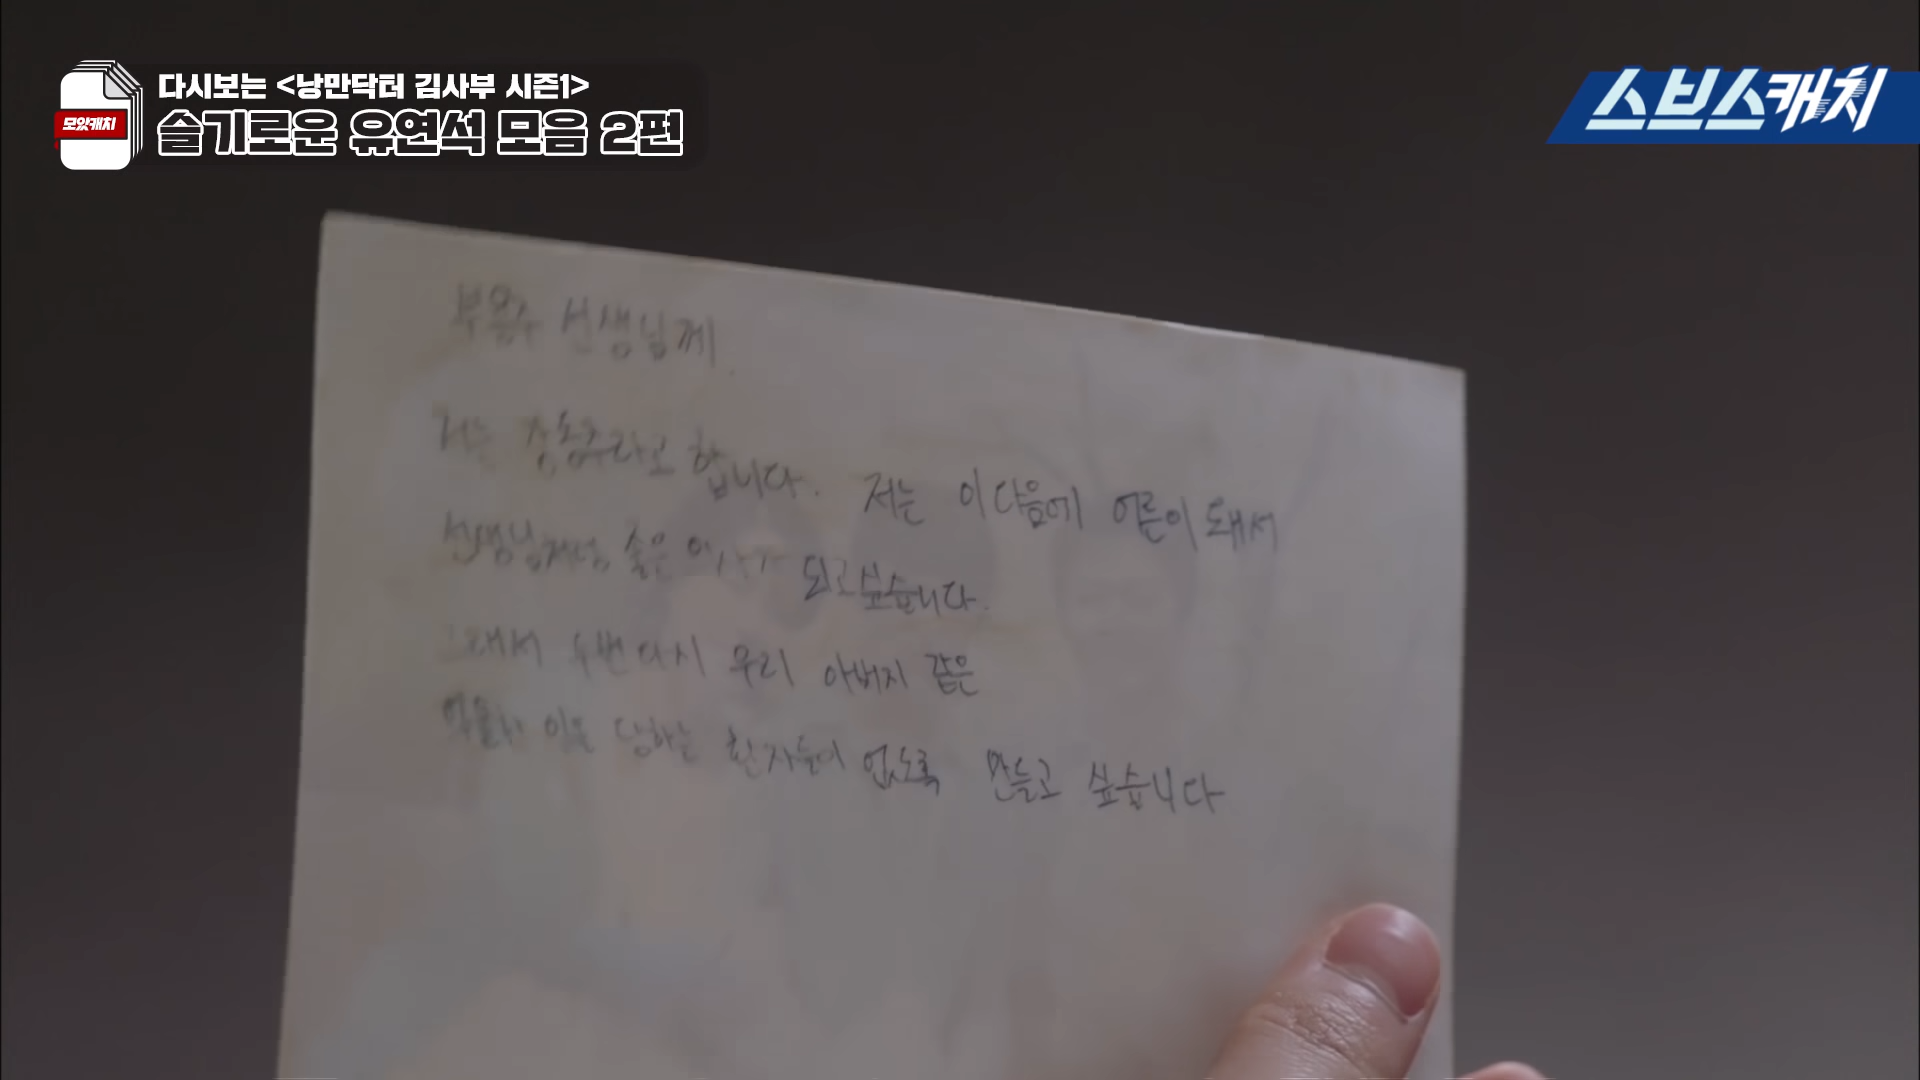 다시보는 <낭만닥터 김사부 시즌1>
모았캐치
슬기로운 유연석 모음 2편
스브스캐치
부용주 선생님께.
저는 강동주라고 합니다. 저는 이 다음에 어른이 돼서
선생님처럼 좋은 의사가 되고싶습니다.
그래서 두번 다시 우리 아버지 같은
억울한 일을 당하는 환자들이 없도록 만들고 싶습니다